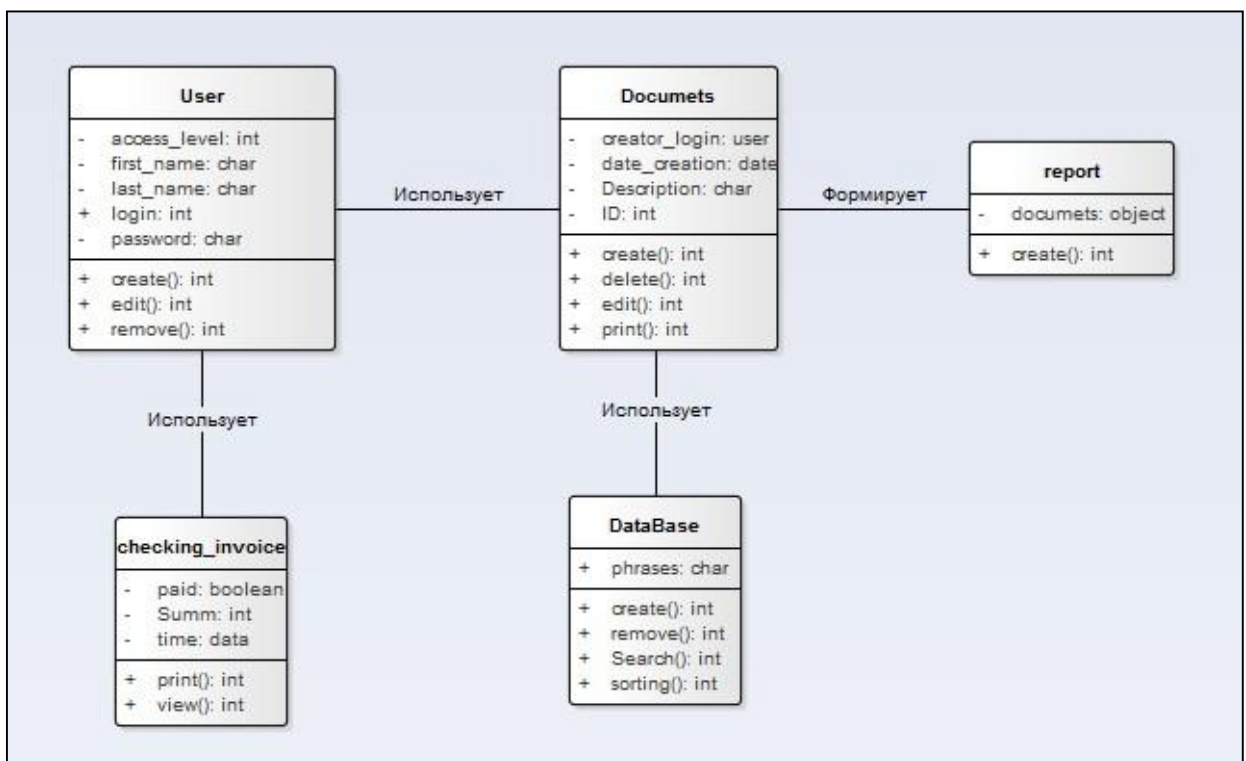 User
- access_level: int
- first_name: char
- last_name: char
+ login: int
- password: char
+ create(): int
+ edit(): int
+ remove(): int
Использует
Documets
- creator_login: user
- date_creation: date
- Description: char
- ID: int
+ create(): int
+ delete(): int
+ edit(): int
+ print(): int
Формирует
report
- documets: object
+ create(): int
Использует
Использует
checking_invoice
- paid: boolean
- Summ: int
- time: data
+ print(): int
+ view(): int
DataBase
+ phrases: char
+ create(): int
+ remove(): int
+ Search(): int
+ sorting(): int